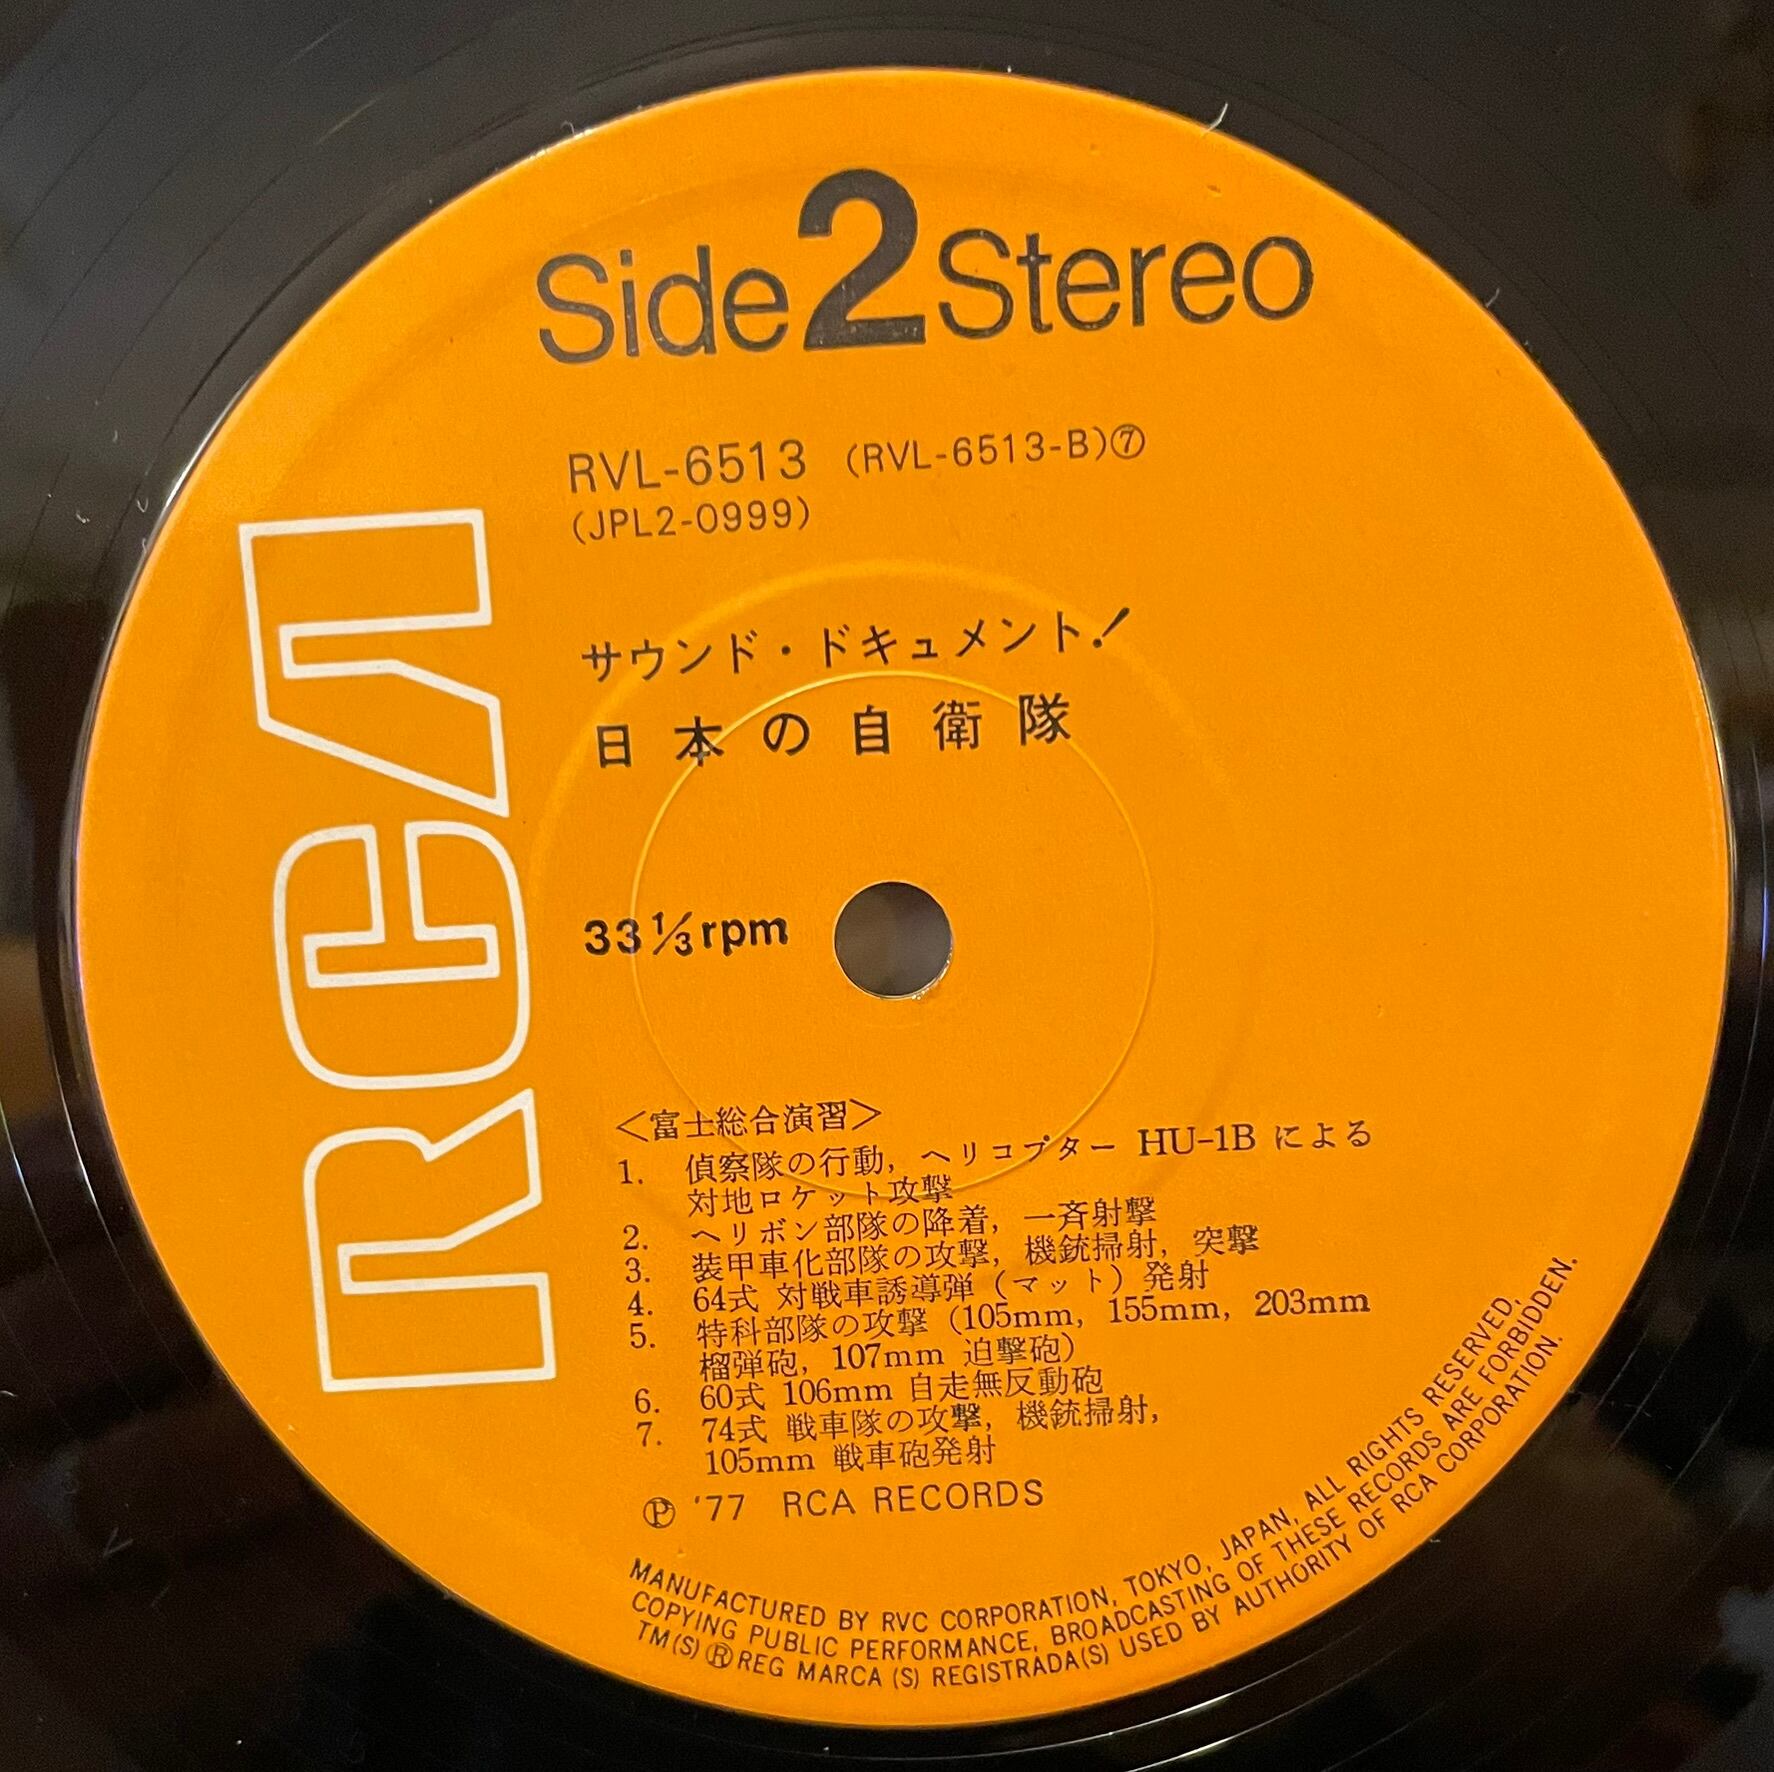 Side 2 Stereo
RVL-6513 (RVL-6513-B)⑦
(JPL2-0999)
サウンド・ドキュメント!
日本の自衛隊
RCA
33⅓rpm
<富士総合演習>
1. 偵察隊の行動, ヘリコプター HU-1B による
対地ロケット攻撃
2. ヘリボン部隊の降着, 一斉射撃
3. 装甲車化部隊の攻撃, 機銃掃射, 突撃
4. 64式 対戦車誘導弾 (マット) 発射
5. 特科部隊の攻撃 (105mm, 155mm, 203mm
榴弾砲, 107mm 迫撃砲)
6. 60式 106mm 自走無反動砲
7. 74式 戦車隊の攻撃, 機銃掃射,
105mm 戦車砲発射
Ⓟ '77 RCA RECORDS
MANUFACTURED BY RVC CORPORATION, TOKYO, JAPAN, ALL RIGHTS RESERVED,
COPYING PUBLIC PERFORMANCE, BROADCASTING OF THESE RECORDS ARE FORBIDDEN.
TM(S) ® REG MARCA (S) REGISTRADA(S) USED BY AUTHORITY OF RCA CORPORATION.